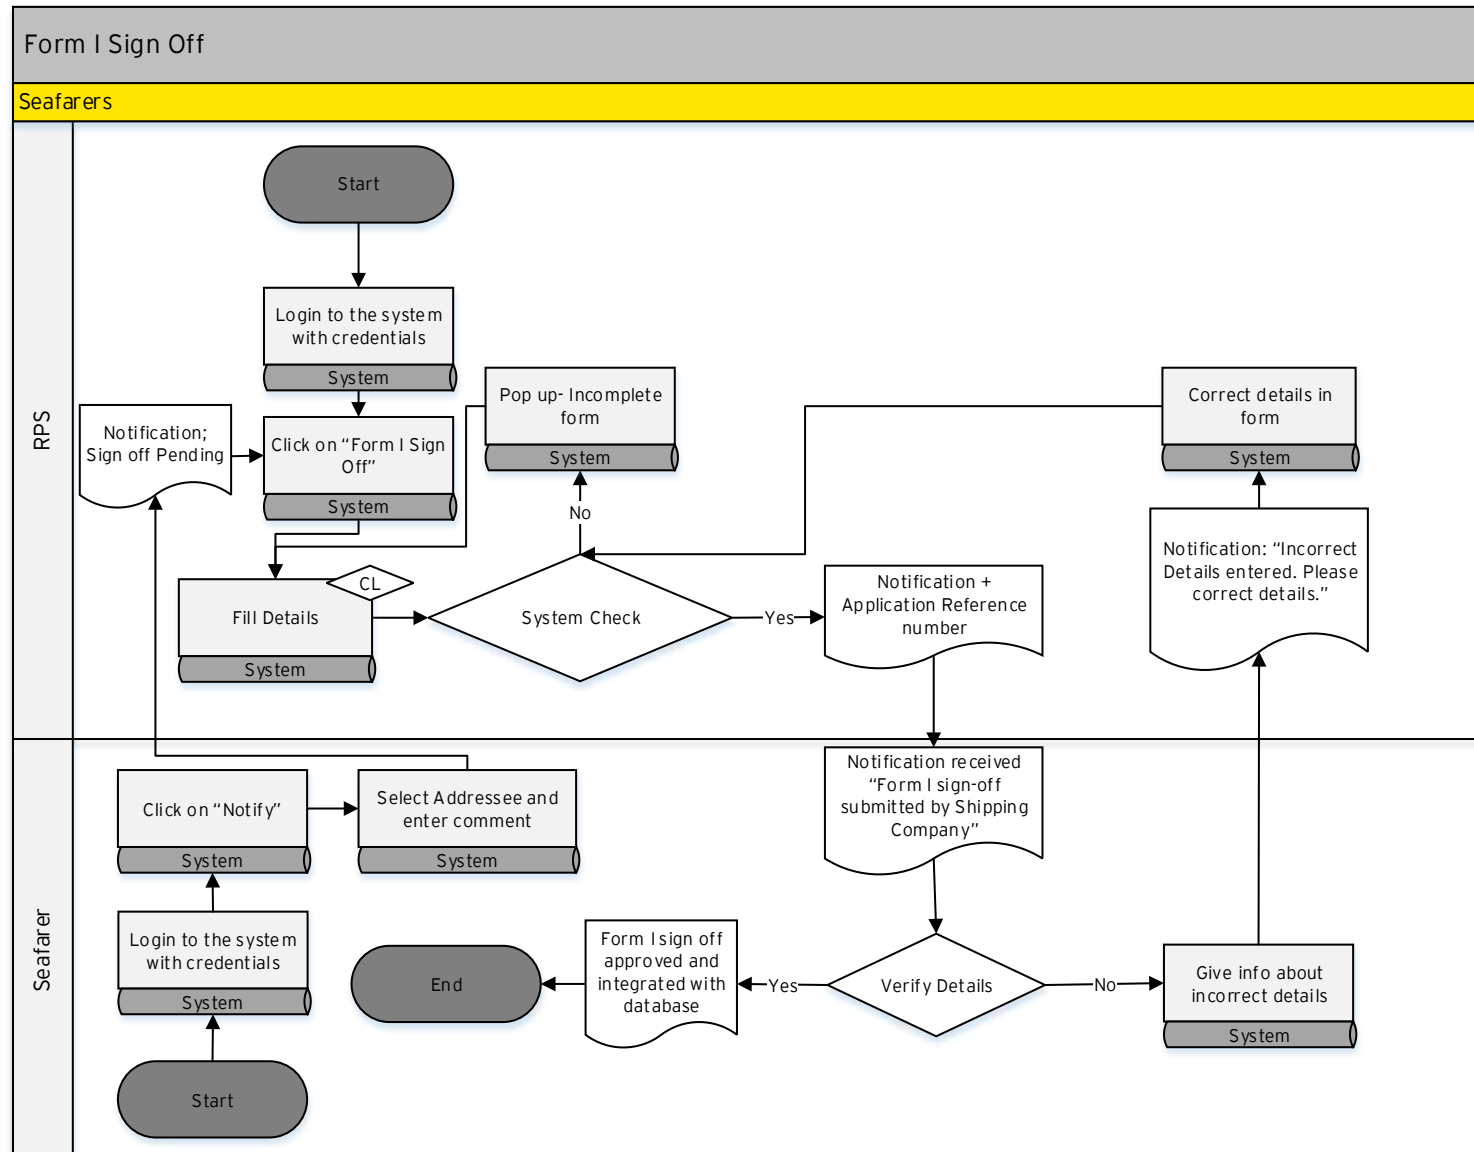 Form I Sign Off
Seafarers
RPS
Start
Login to the system
with credentials
System
Notification;
Sign off Pending
Click on “Form I Sign
Off”
System
Pop up- Incomplete
form
System
No
Correct details in
form
System
Fill Details
CL
System
System Check
Yes
Notification +
Application Reference
number
Notification: “Incorrect
Details entered. Please
correct details.”
Seafarer
Click on “Notify”
System
Select Addressee and
enter comment
System
Notification received
“Form I sign-off
submitted by Shipping
Company”
Login to the system
with credentials
System
Start
End
Form I sign off
approved and
integrated with
database
Yes
Verify Details
No
Give info about
incorrect details
System